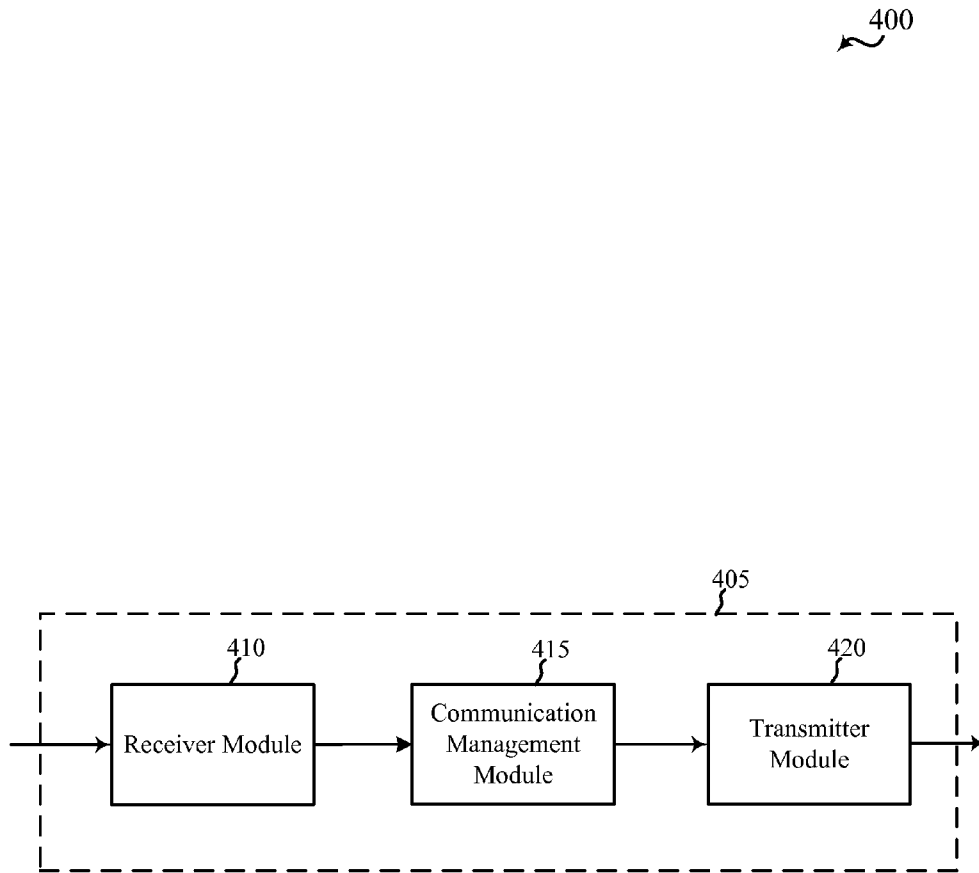 400
405
410
415
420
Receiver Module
Communication
Management
Module
Transmitter
Module